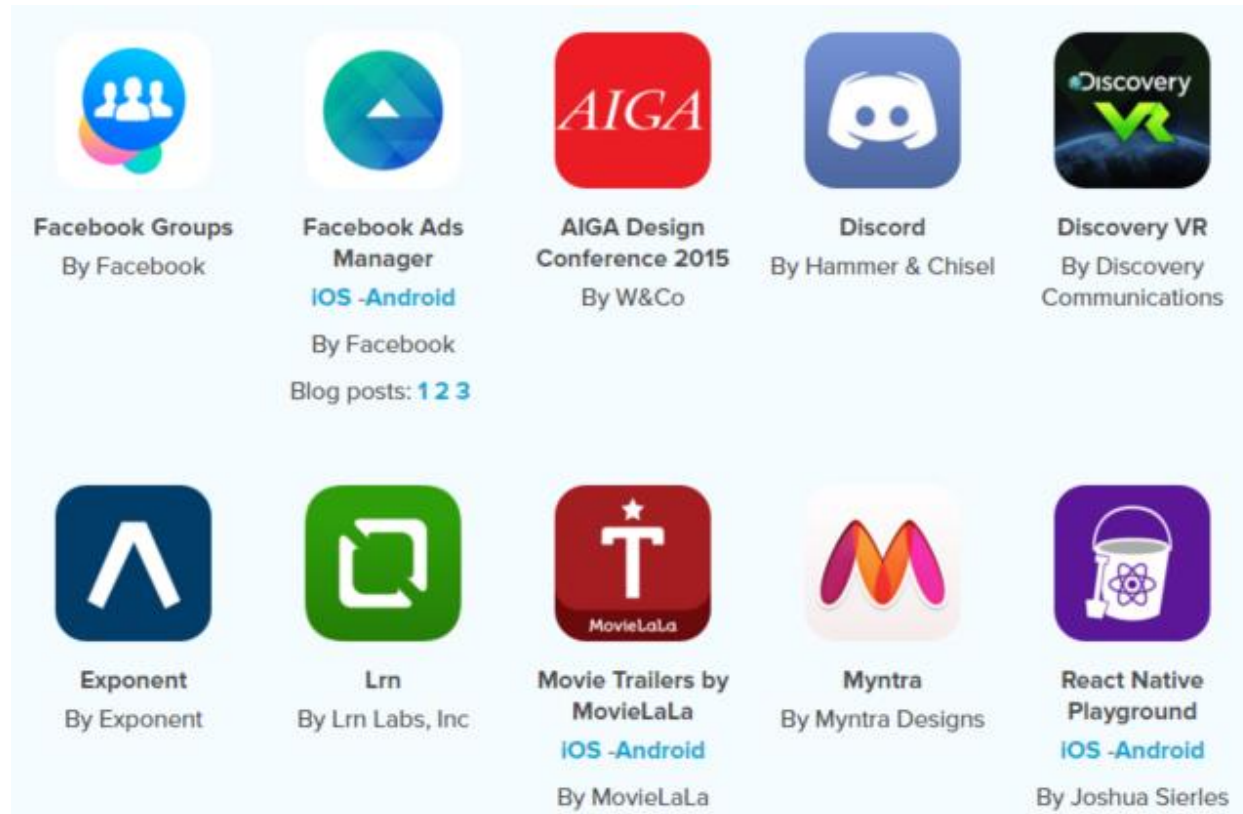 AIGA
Discovery
VR
Facebook Groups
By Facebook
Facebook Ads
Manager
iOS -Android
By Facebook
Blog posts: 1 2 3
AIGA Design
Conference 2015
By W&Co
Discord
By Hammer & Chisel
Discovery VR
By Discovery
Communications
T
MovieLaLa
Exponent
By Exponent
Lrn
By Lrn Labs, Inc
Movie Trailers by
MovieLaLa
iOS -Android
By MovieLaLa
Myntra
By Myntra Designs
React Native
Playground
iOS -Android
By Joshua Sierles